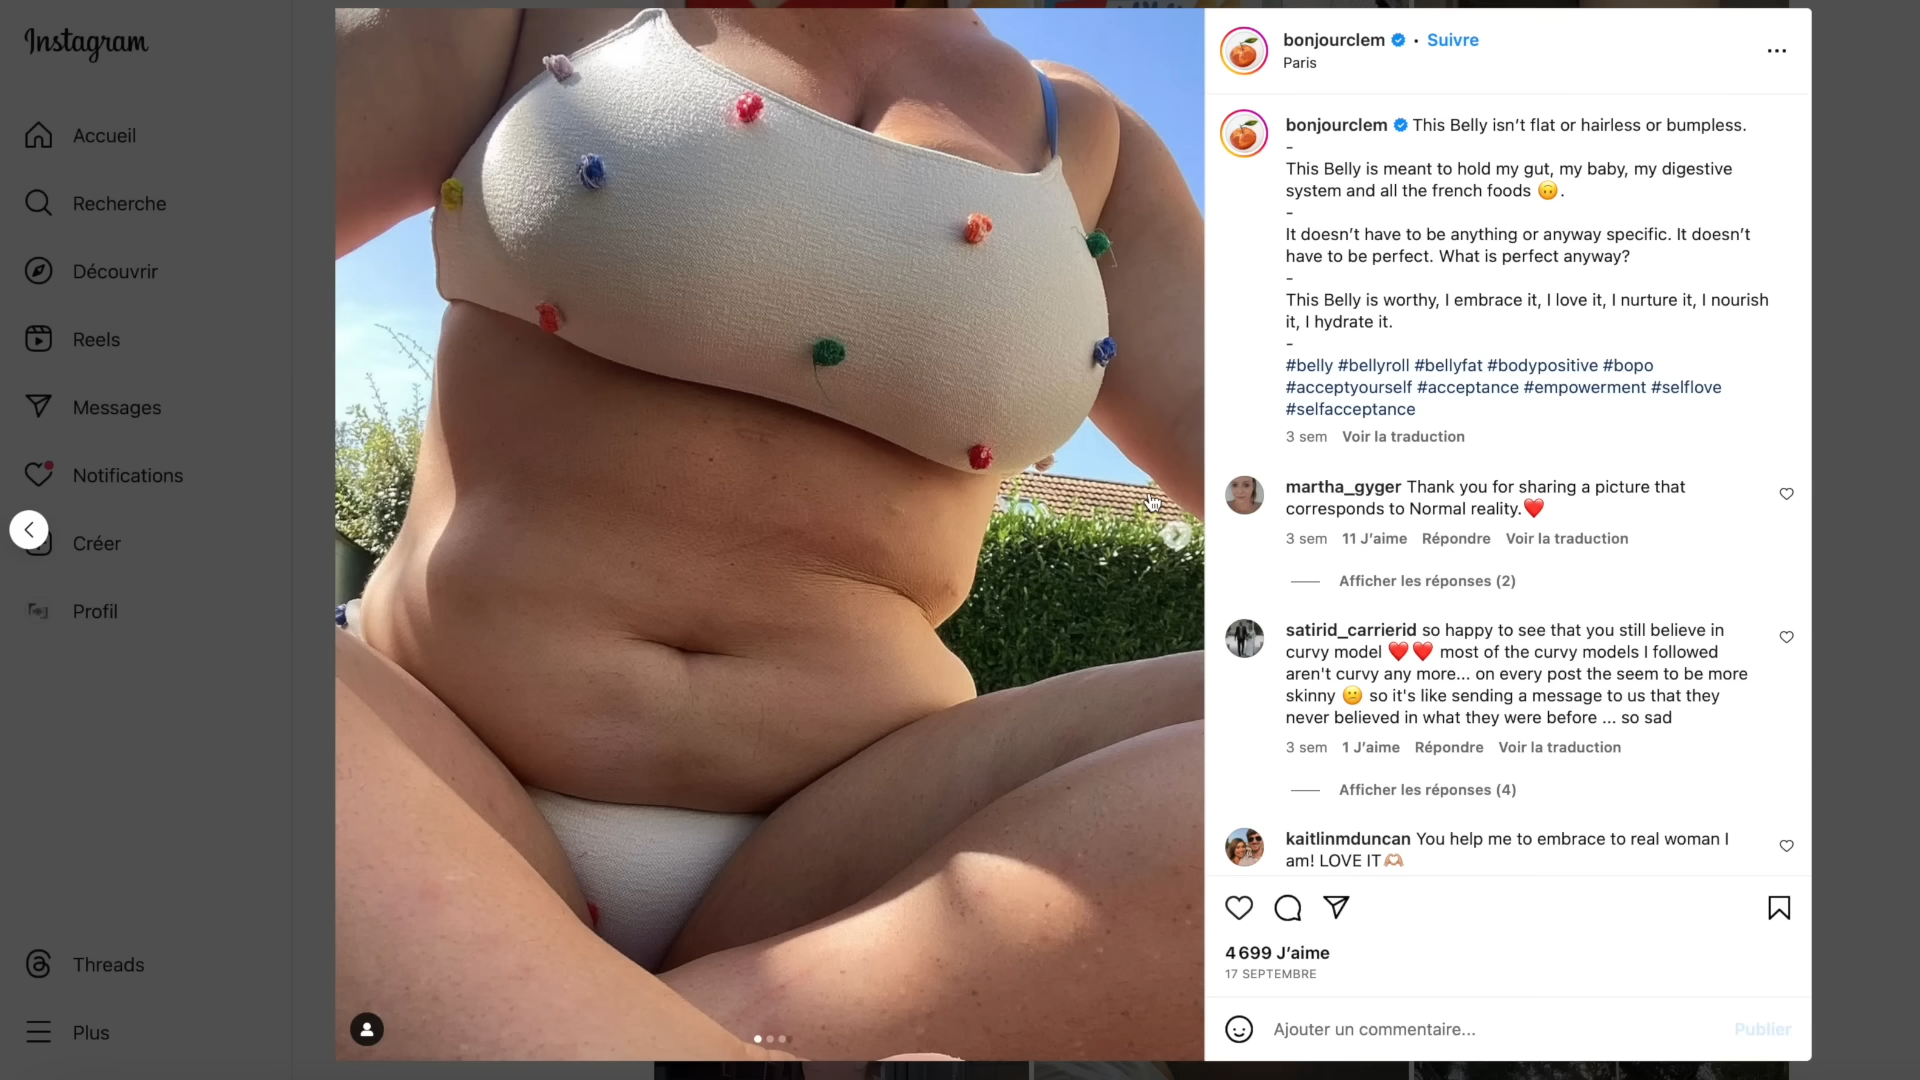 Instagram
Accueil
Recherche
Découvrir
Reels
Messages
Notifications
Créer
Profil
Threads
Plus
bonjourclem • Suivre
Paris
bonjourclem This Belly isn’t flat or hairless or bumpless.
-
This Belly is meant to hold my gut, my baby, my digestive
system and all the french foods 🙃.
-
It doesn’t have to be anything or anyway specific. It doesn’t
have to be perfect. What is perfect anyway?
-
This Belly is worthy, I embrace it, I love it, I nurture it, I nourish
it, I hydrate it.
-
#belly #bellyroll #bellyfat #bodypositive #bopo
#acceptyourself #acceptance #empowerment #selflove
#selfacceptance
3 sem Voir la traduction
martha_gyger Thank you for sharing a picture that
corresponds to Normal reality.❤️
3 sem 11 J’aime Répondre Voir la traduction
Afficher les réponses (2)
satirid_carrierid so happy to see that you still believe in
curvy model ❤️❤️ most of the curvy models I followed
aren't curvy any more... on every post the seem to be more
skinny 😕 so it's like sending a message to us that they
never believed in what they were before ... so sad
3 sem 1 J’aime Répondre Voir la traduction
Afficher les réponses (4)
kaitlinmduncan You help me to embrace to real woman I
am! LOVE IT🫶🏼
4 699 J’aime
17 SEPTEMBRE
Ajouter un commentaire... Publier